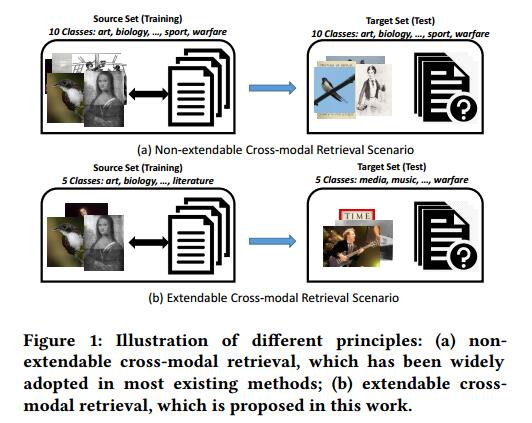 Source Set (Training)
10 Classes: art, biology, ..., sport, warfare
Target Set (Test)
10 Classes: art, biology, ..., sport, warfare
?
(a) Non-extendable Cross-modal Retrieval Scenario
Source Set (Training)
5 Classes: art, biology, ..., literature
Target Set (Test)
5 Classes: media, music, ..., warfare
TIME
?
(b) Extendable Cross-modal Retrieval Scenario
Figure 1: Illustration of different principles: (a) non-
extendable cross-modal retrieval, which has been widely
adopted in most existing methods; (b) extendable cross-
modal retrieval, which is proposed in this work.